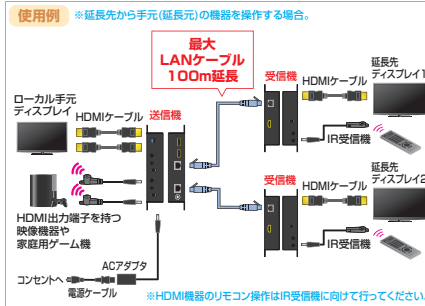 使用例
※延長先から手元(延長元)の機器を操作する場合。
最大
LANケーブル
100m延長
受信機
HDMIケーブル
延長先
ディスプレイ1
IR受信機
ローカル手元
ディスプレイ
HDMIケーブル
送信機
HDMI出力端子を持つ
映像機器や
家庭用ゲーム機
受信機
HDMIケーブル
延長先
ディスプレイ2
IR受信機
コンセントへ
ACアダプタ
電源ケーブル
※HDMI機器のリモコン操作はIR受信機に向けて行ってください。